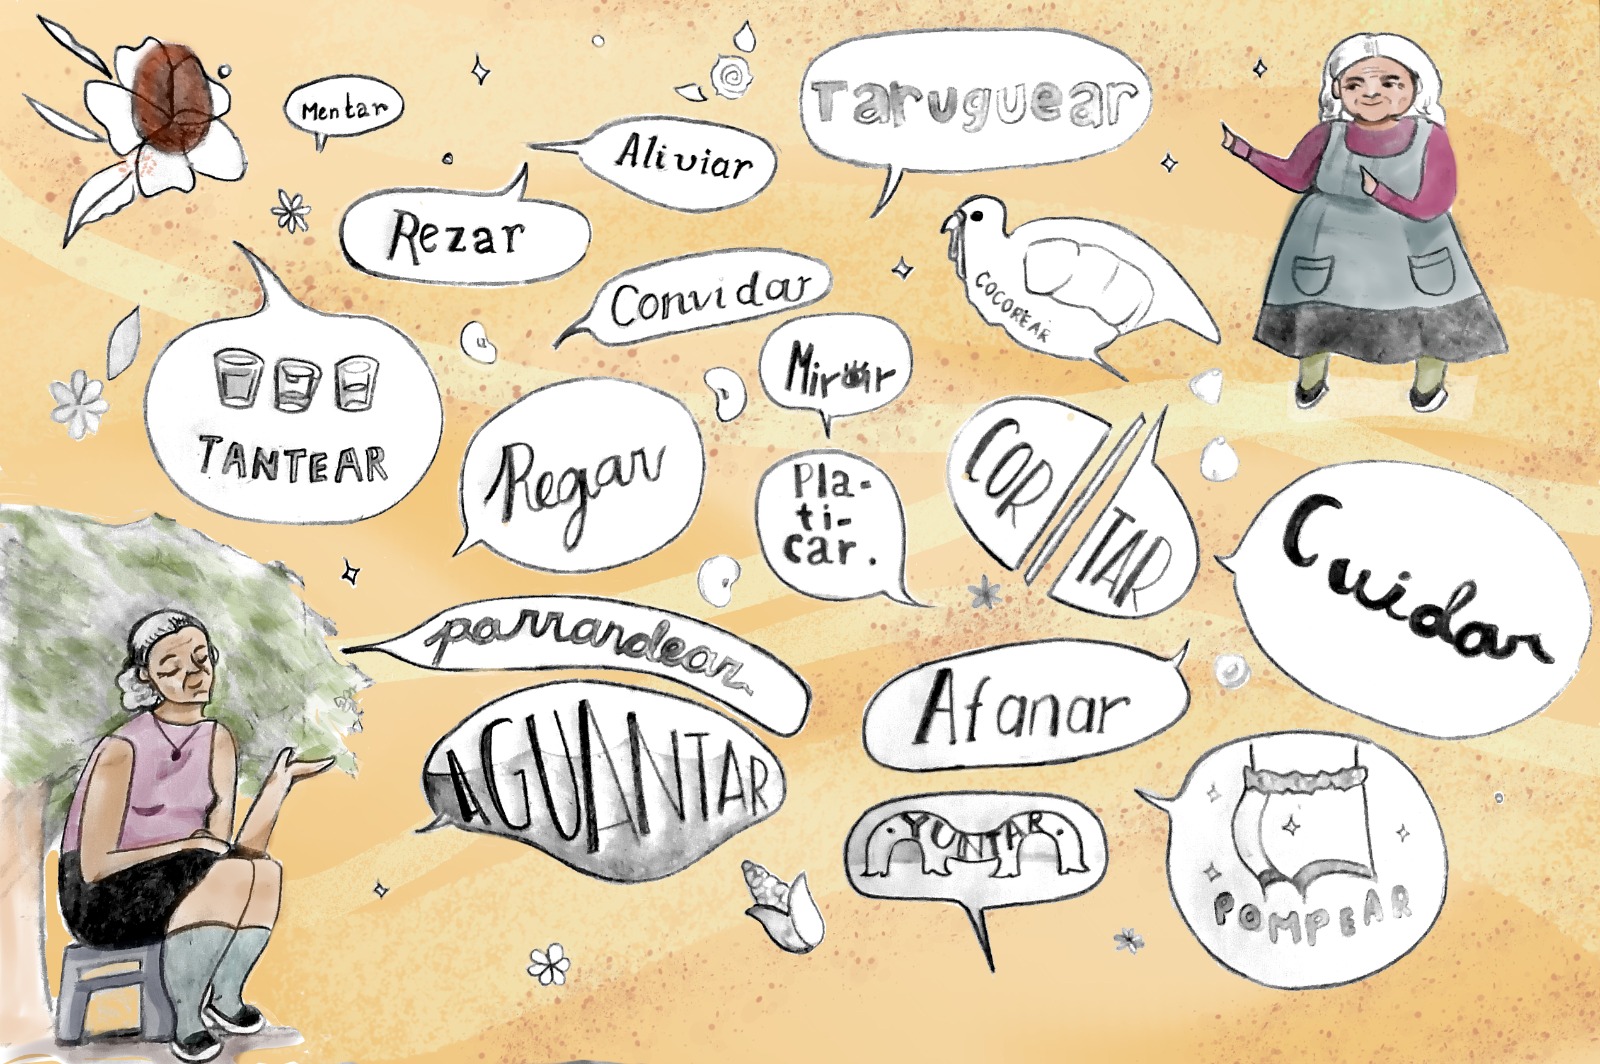 Mentar
Aliviar
Taruguear
Rezar
Convidar
COCOREAR
Mirar
TANTEAR
Regar
Pla-
ti-
car.
COR
TAR
Cuidar
parrandear
AGUANTAR
Afanar
YUNTAR
POMPEAR